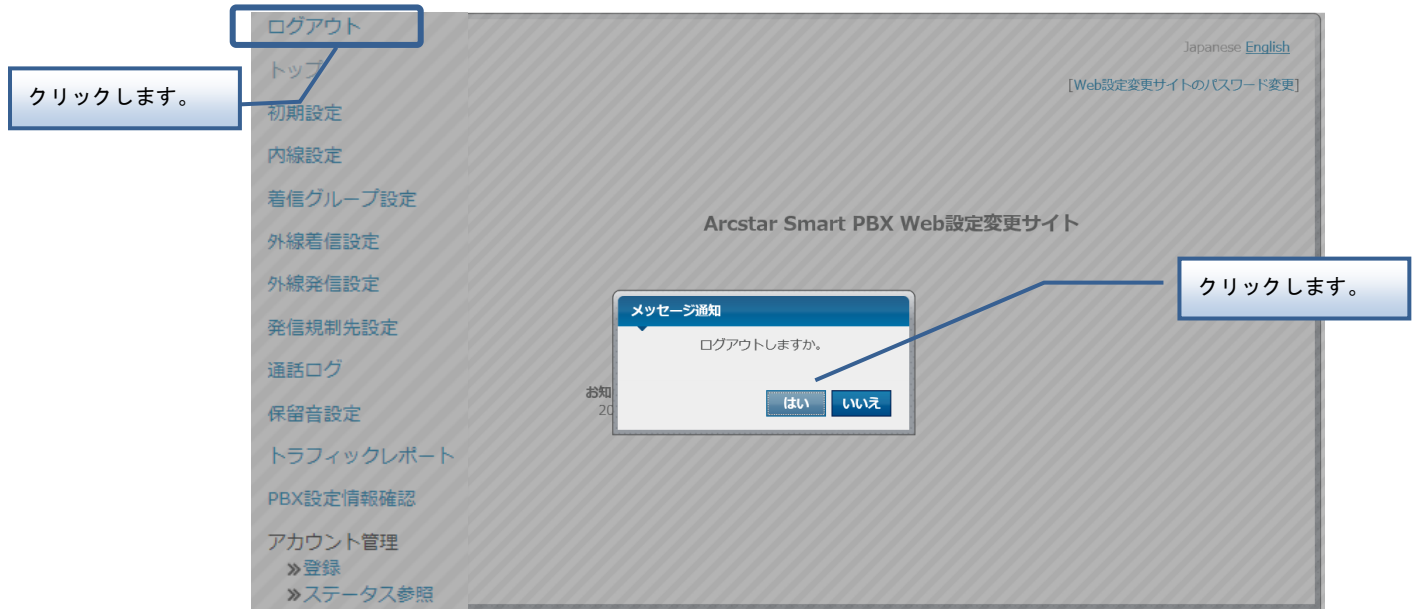 ログアウト
トップ
クリックします。
初期設定
内線設定
着信グループ設定
外線着信設定
外線発信設定
発信規制先設定
通話ログ
保留音設定
トラフィックレポート
PBX設定情報確認
アカウント管理
»登録
»ステータス参照
Japanese English
[Web設定変更サイトのパスワード変更]
Arcstar Smart PBX Web設定変更サイト
クリックします。
メッセージ通知
ログアウトしますか。
はい いいえ
お知
20